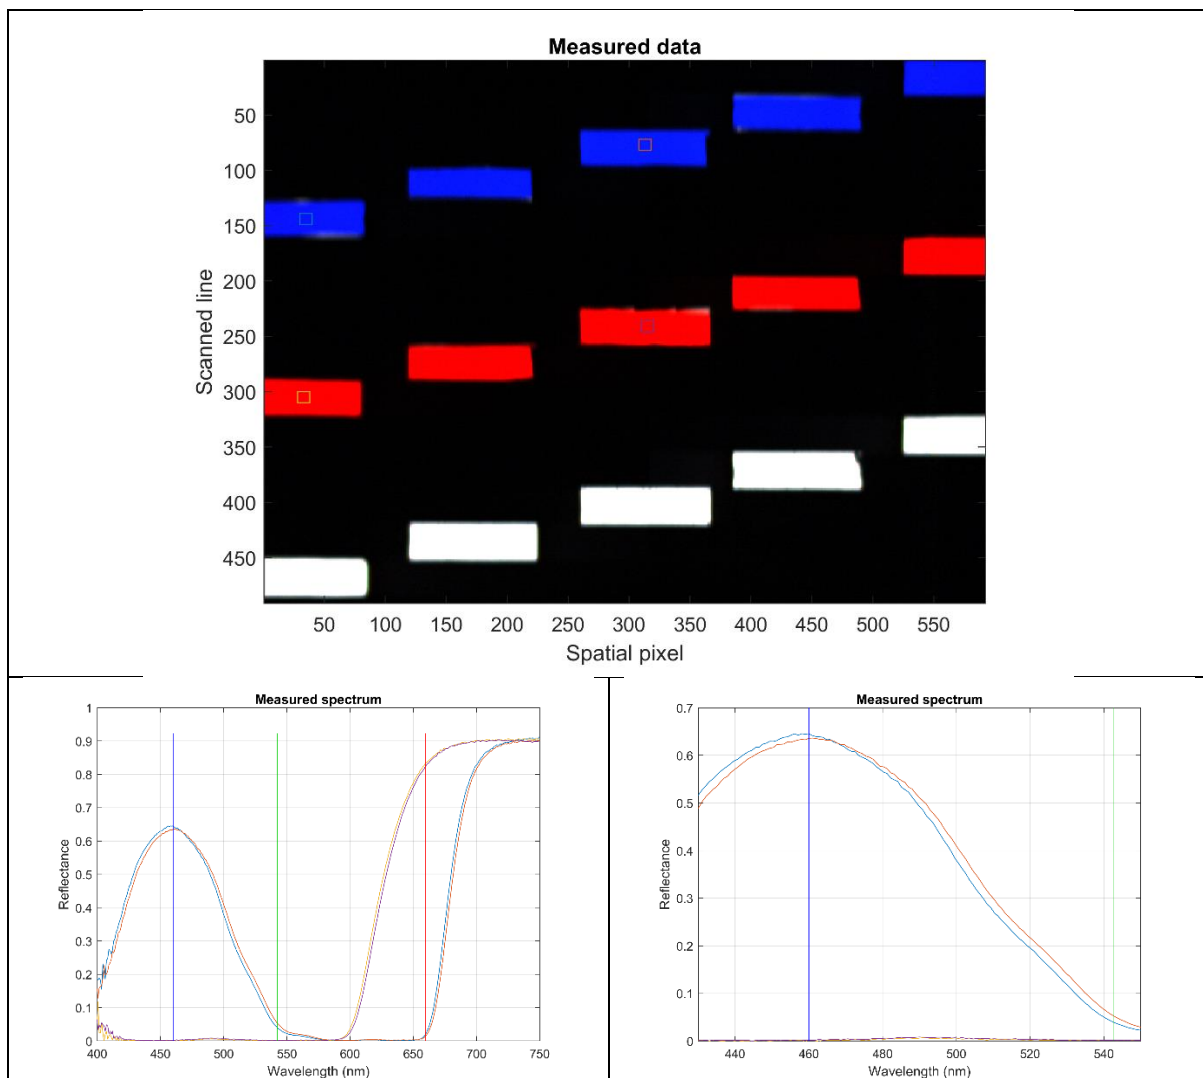 Measured data
Scanned line
50
100
150
200
250
300
350
400
450
50 100 150 200 250 300 350 400 450 500 550
Spatial pixel
Measured spectrum
Reflectance
1
0.9
0.8
0.7
0.6
0.5
0.4
0.3
0.2
0.1
0
400 450 500 550 600 650 700 750
Wavelength (nm)
Measured spectrum
Reflectance
0.7
0.6
0.5
0.4
0.3
0.2
0.1
0
440 460 480 500 520 540
Wavelength (nm)